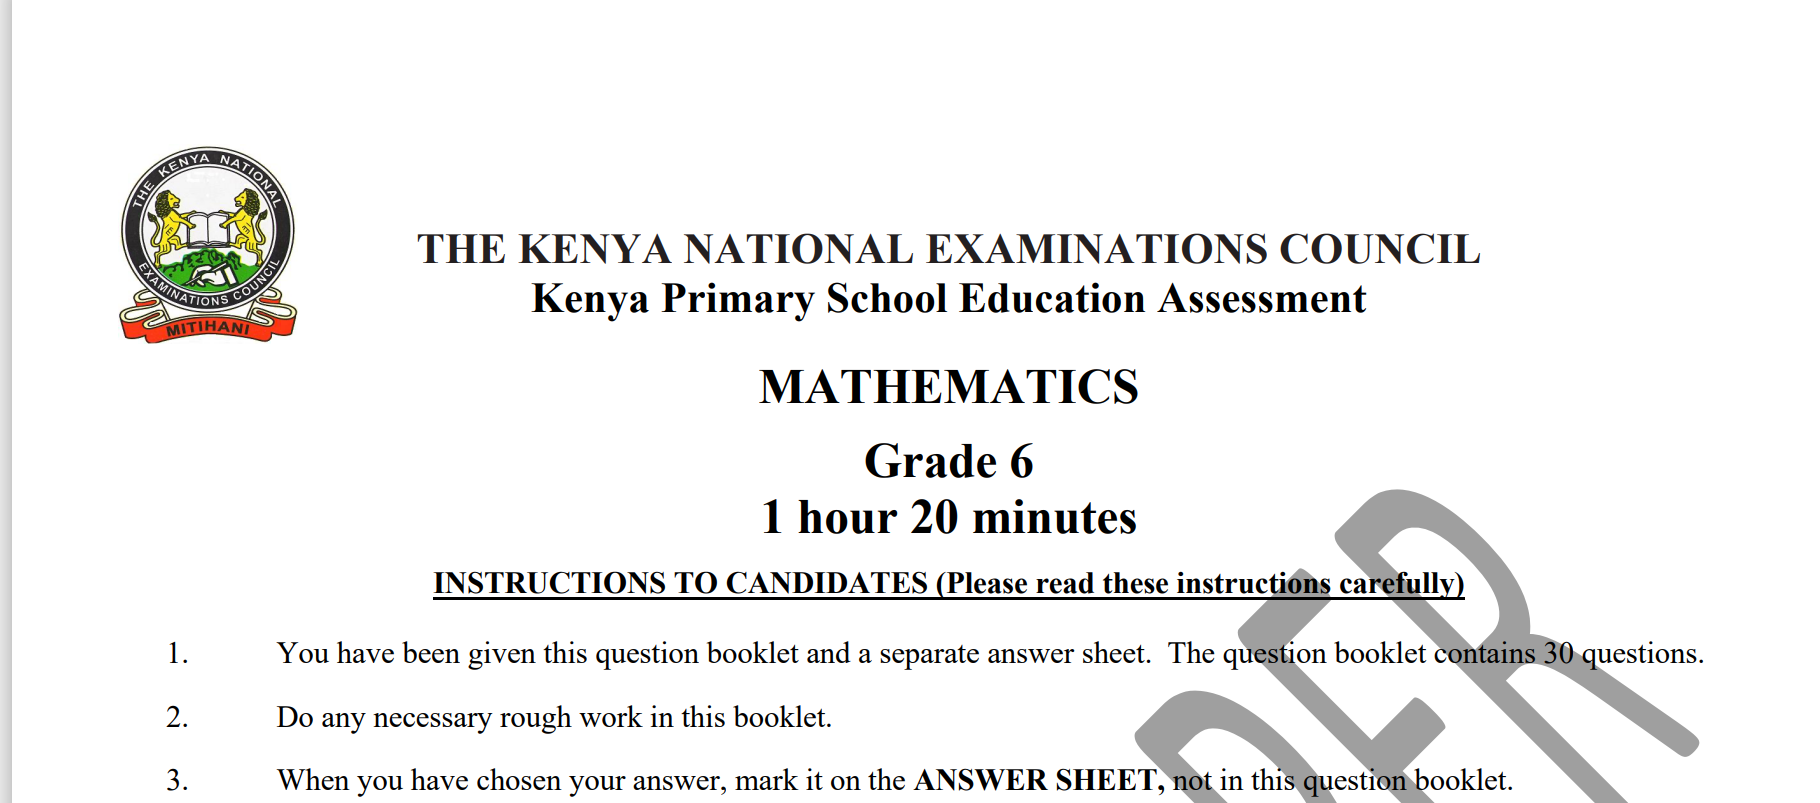 THE KENYA NATIONAL
EXAMINATIONS COUNCIL
MITIHANI
THE KENYA NATIONAL EXAMINATIONS COUNCIL
Kenya Primary School Education Assessment
MATHEMATICS
Grade 6
1 hour 20 minutes
INSTRUCTIONS TO CANDIDATES (Please read these instructions carefully)
1. You have been given this question booklet and a separate answer sheet. The question booklet contains 30 questions.
2. Do any necessary rough work in this booklet.
3. When you have chosen your answer, mark it on the ANSWER SHEET, not in this question booklet.